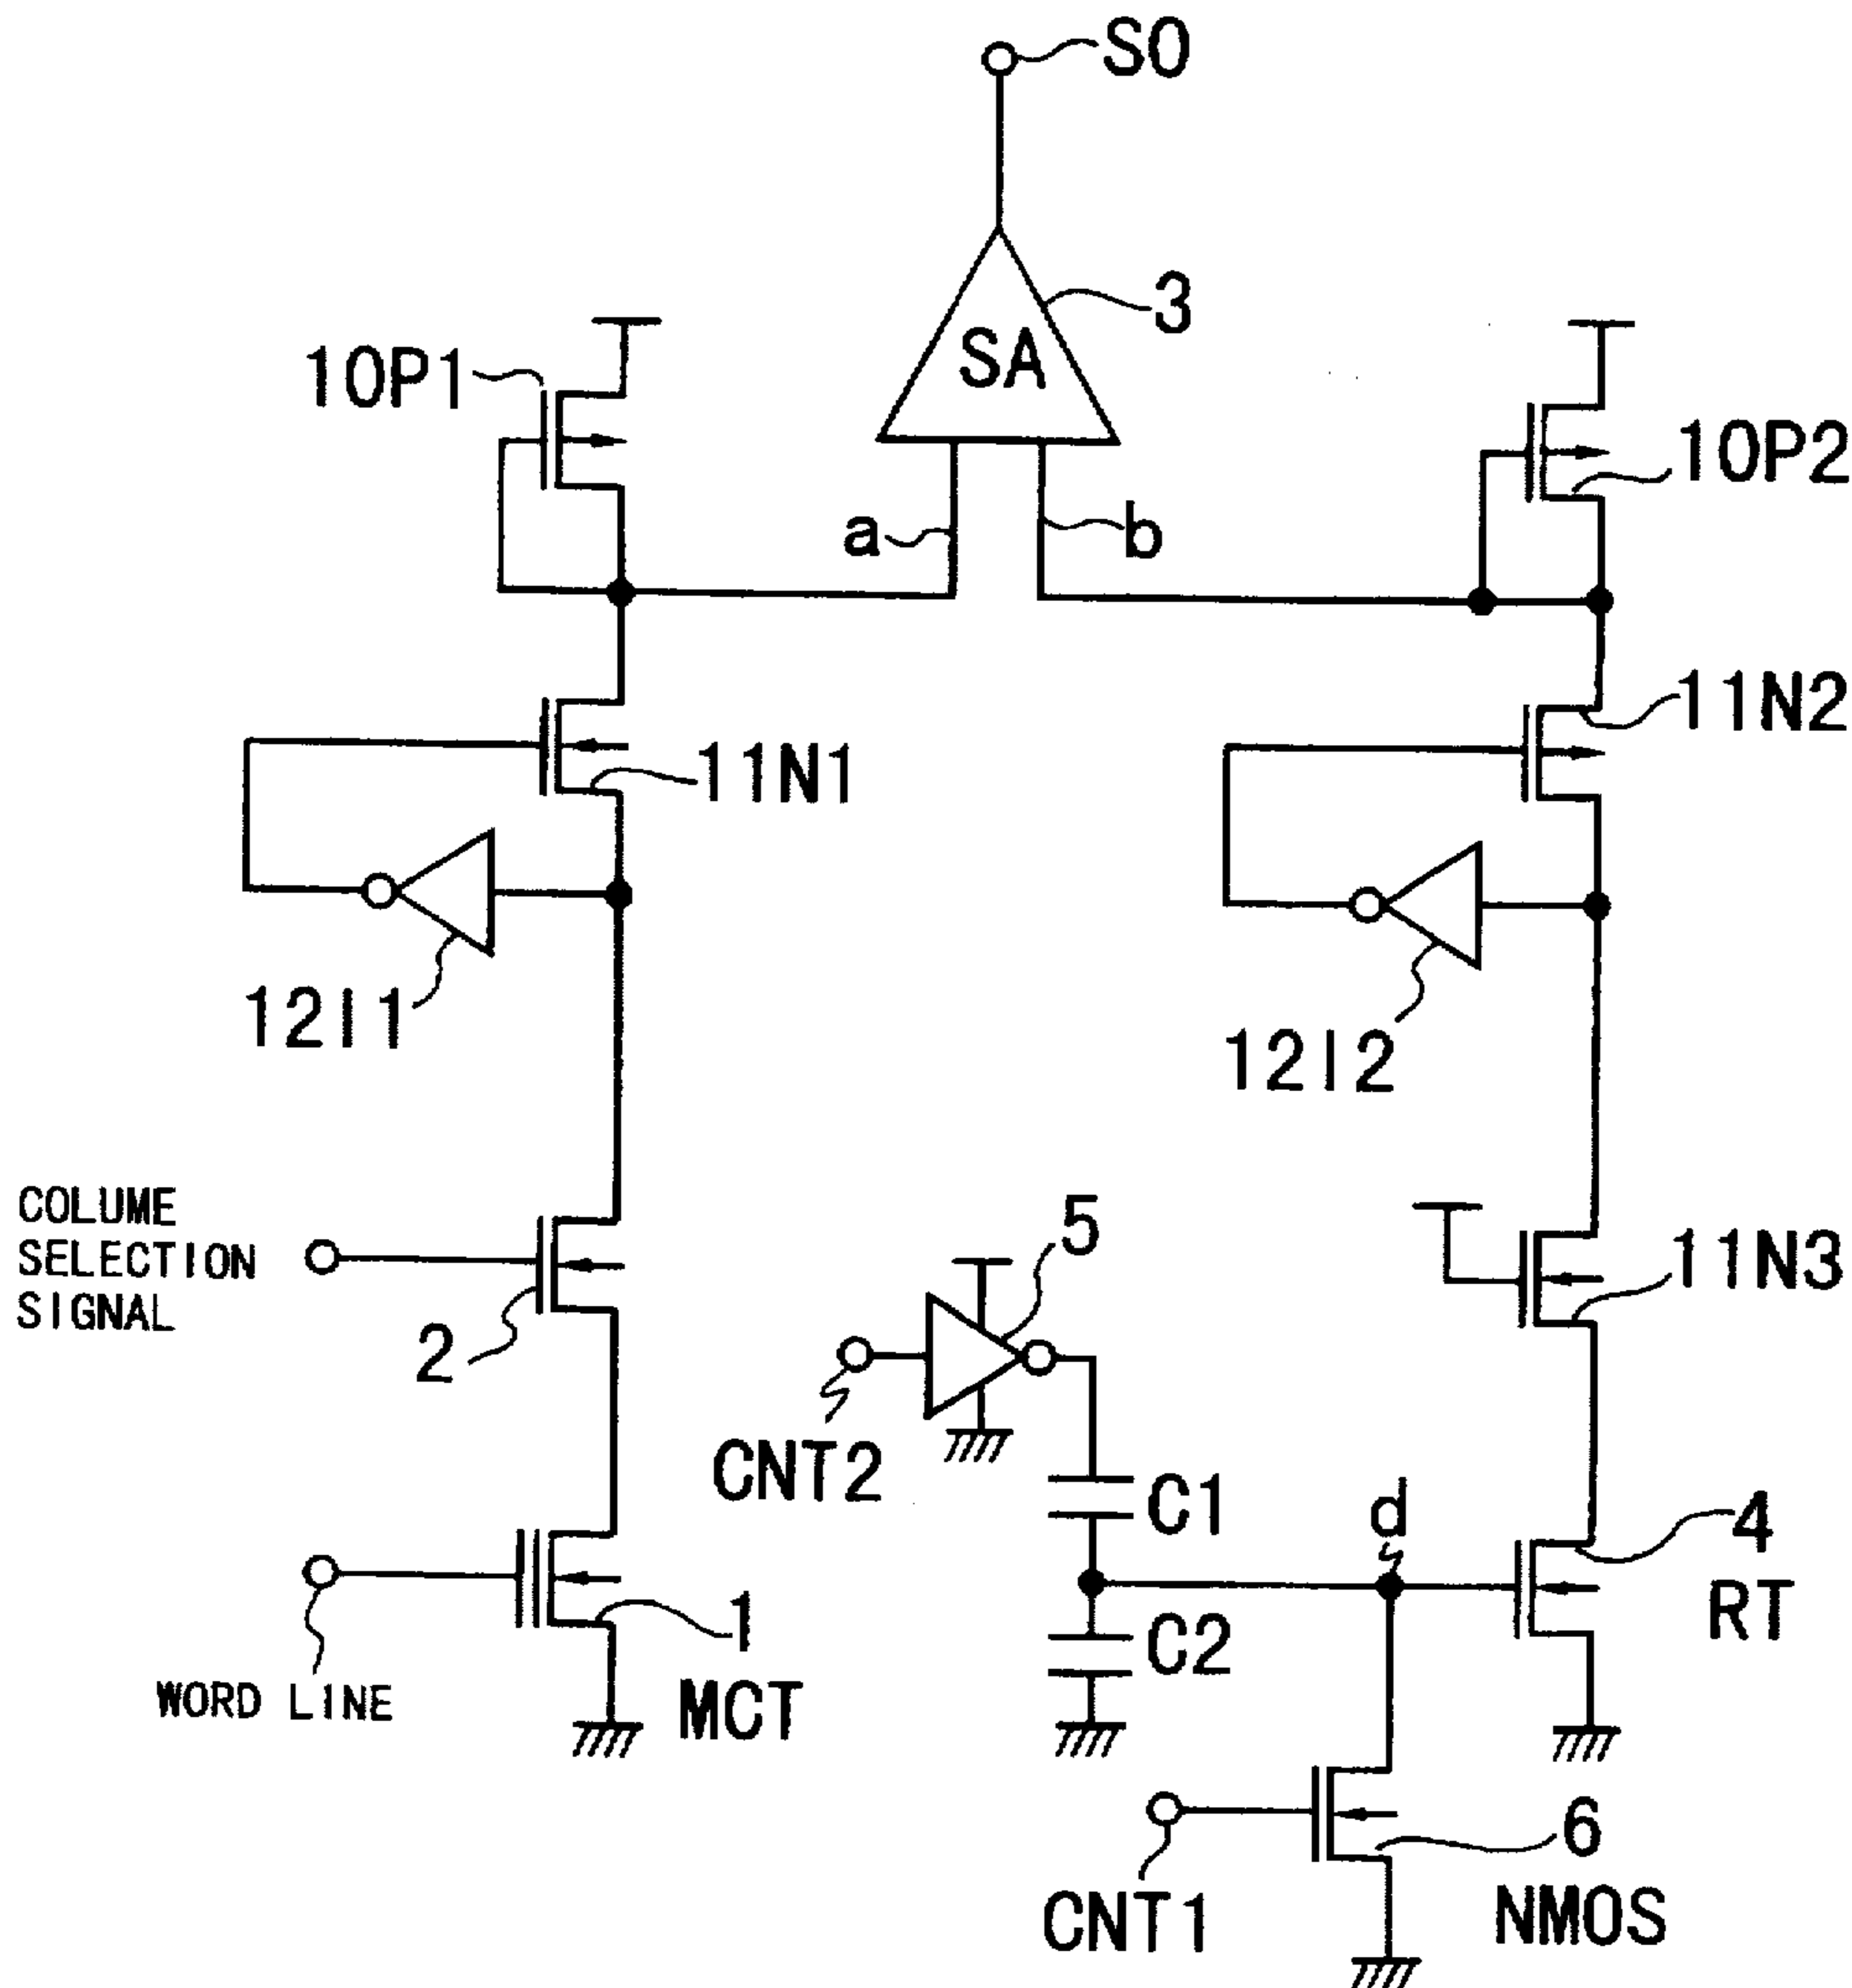 SO
3
SA
10P1
10P2
a
b
11N1
11N2
12I1
12I2
COLUME
SELECTION
SIGNAL
2
5
11N3
CNT2
C1
d
4
RT
C2
1
MCT
WORD LINE
6
NMOS
CNT1